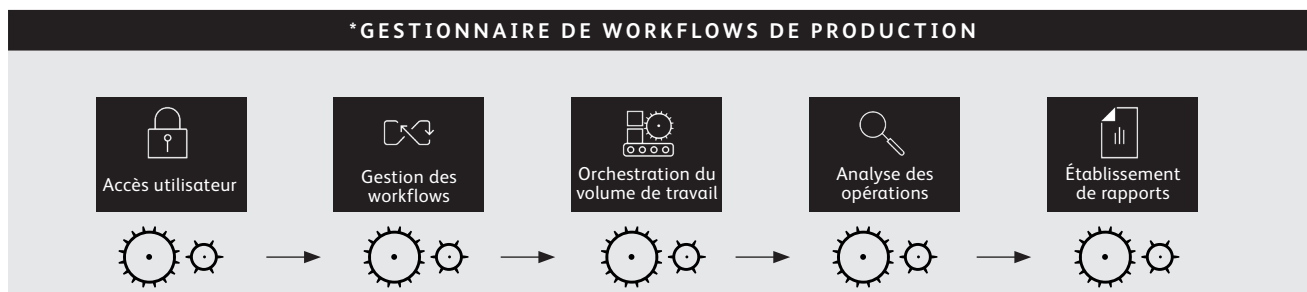 *GESTIONNAIRE DE WORKFLOWS DE PRODUCTION
Accès utilisateur
Gestion des
workflows
Orchestration du
volume de travail
Analyse des
opérations
Établissement
de rapports